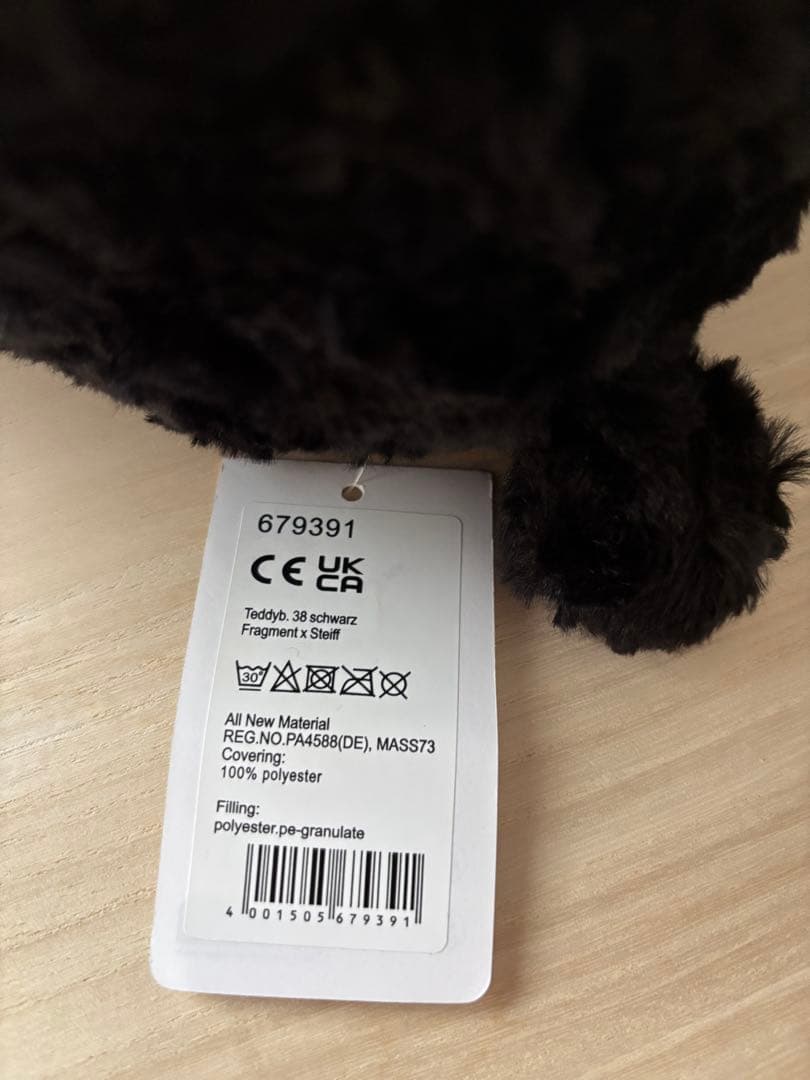 679391
CE UK CA
Teddyb. 38 schwarz
Fragment x Steiff
30°
All New Material
REG.NO.PA4588(DE), MASS73
Covering:
100% polyester
Filling:
polyester.pe-granulate
4 001505 679391